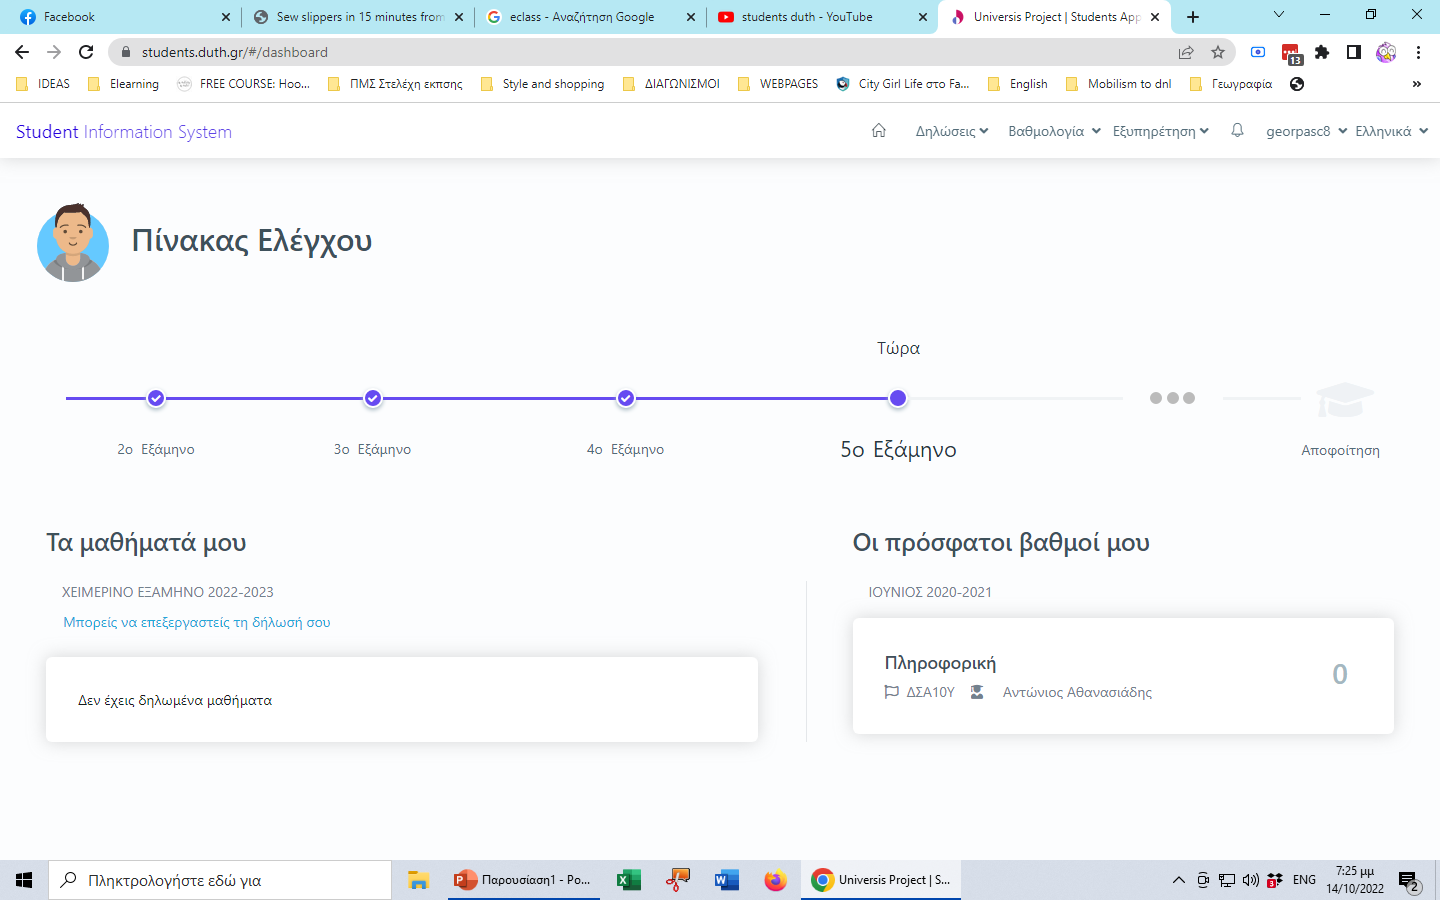 Facebook
Sew slippers in 15 minutes from
eclass - Αναζήτηση Google
students duth - YouTube
Universis Project | Students App
students.duth.gr/#/dashboard
13
IDEAS
Elearning
FREE COURSE: Hoo...
ΠΜΣ Στελέχη εκπσης
Style and shopping
ΔΙΑΓΩΝΙΣΜΟΙ
WEBPAGES
City Girl Life στο Fa...
English
Mobilism to dnl
Γεωγραφία
»
Student Information System
Δηλώσεις
Βαθμολογία
Εξυπηρέτηση
georpasc8
Ελληνικά
Πίνακας Ελέγχου
Τώρα
2ο Εξάμηνο
3ο Εξάμηνο
4ο Εξάμηνο
5ο Εξάμηνο
Αποφοίτηση
Τα μαθήματά μου
ΧΕΙΜΕΡΙΝΟ ΕΞΑΜΗΝΟ 2022-2023
Μπορείς να επεξεργαστείς τη δήλωσή σου
Δεν έχεις δηλωμένα μαθήματα
Οι πρόσφατοι βαθμοί μου
ΙΟΥΝΙΟΣ 2020-2021
Πληροφορική
0
ΔΣΑ10Υ
Αντώνιος Αθανασιάδης
Πληκτρολογήστε εδώ για
Παρουσίαση1 - Po...
Universis Project | S...
3
ENG
7:25 μμ
14/10/2022
2